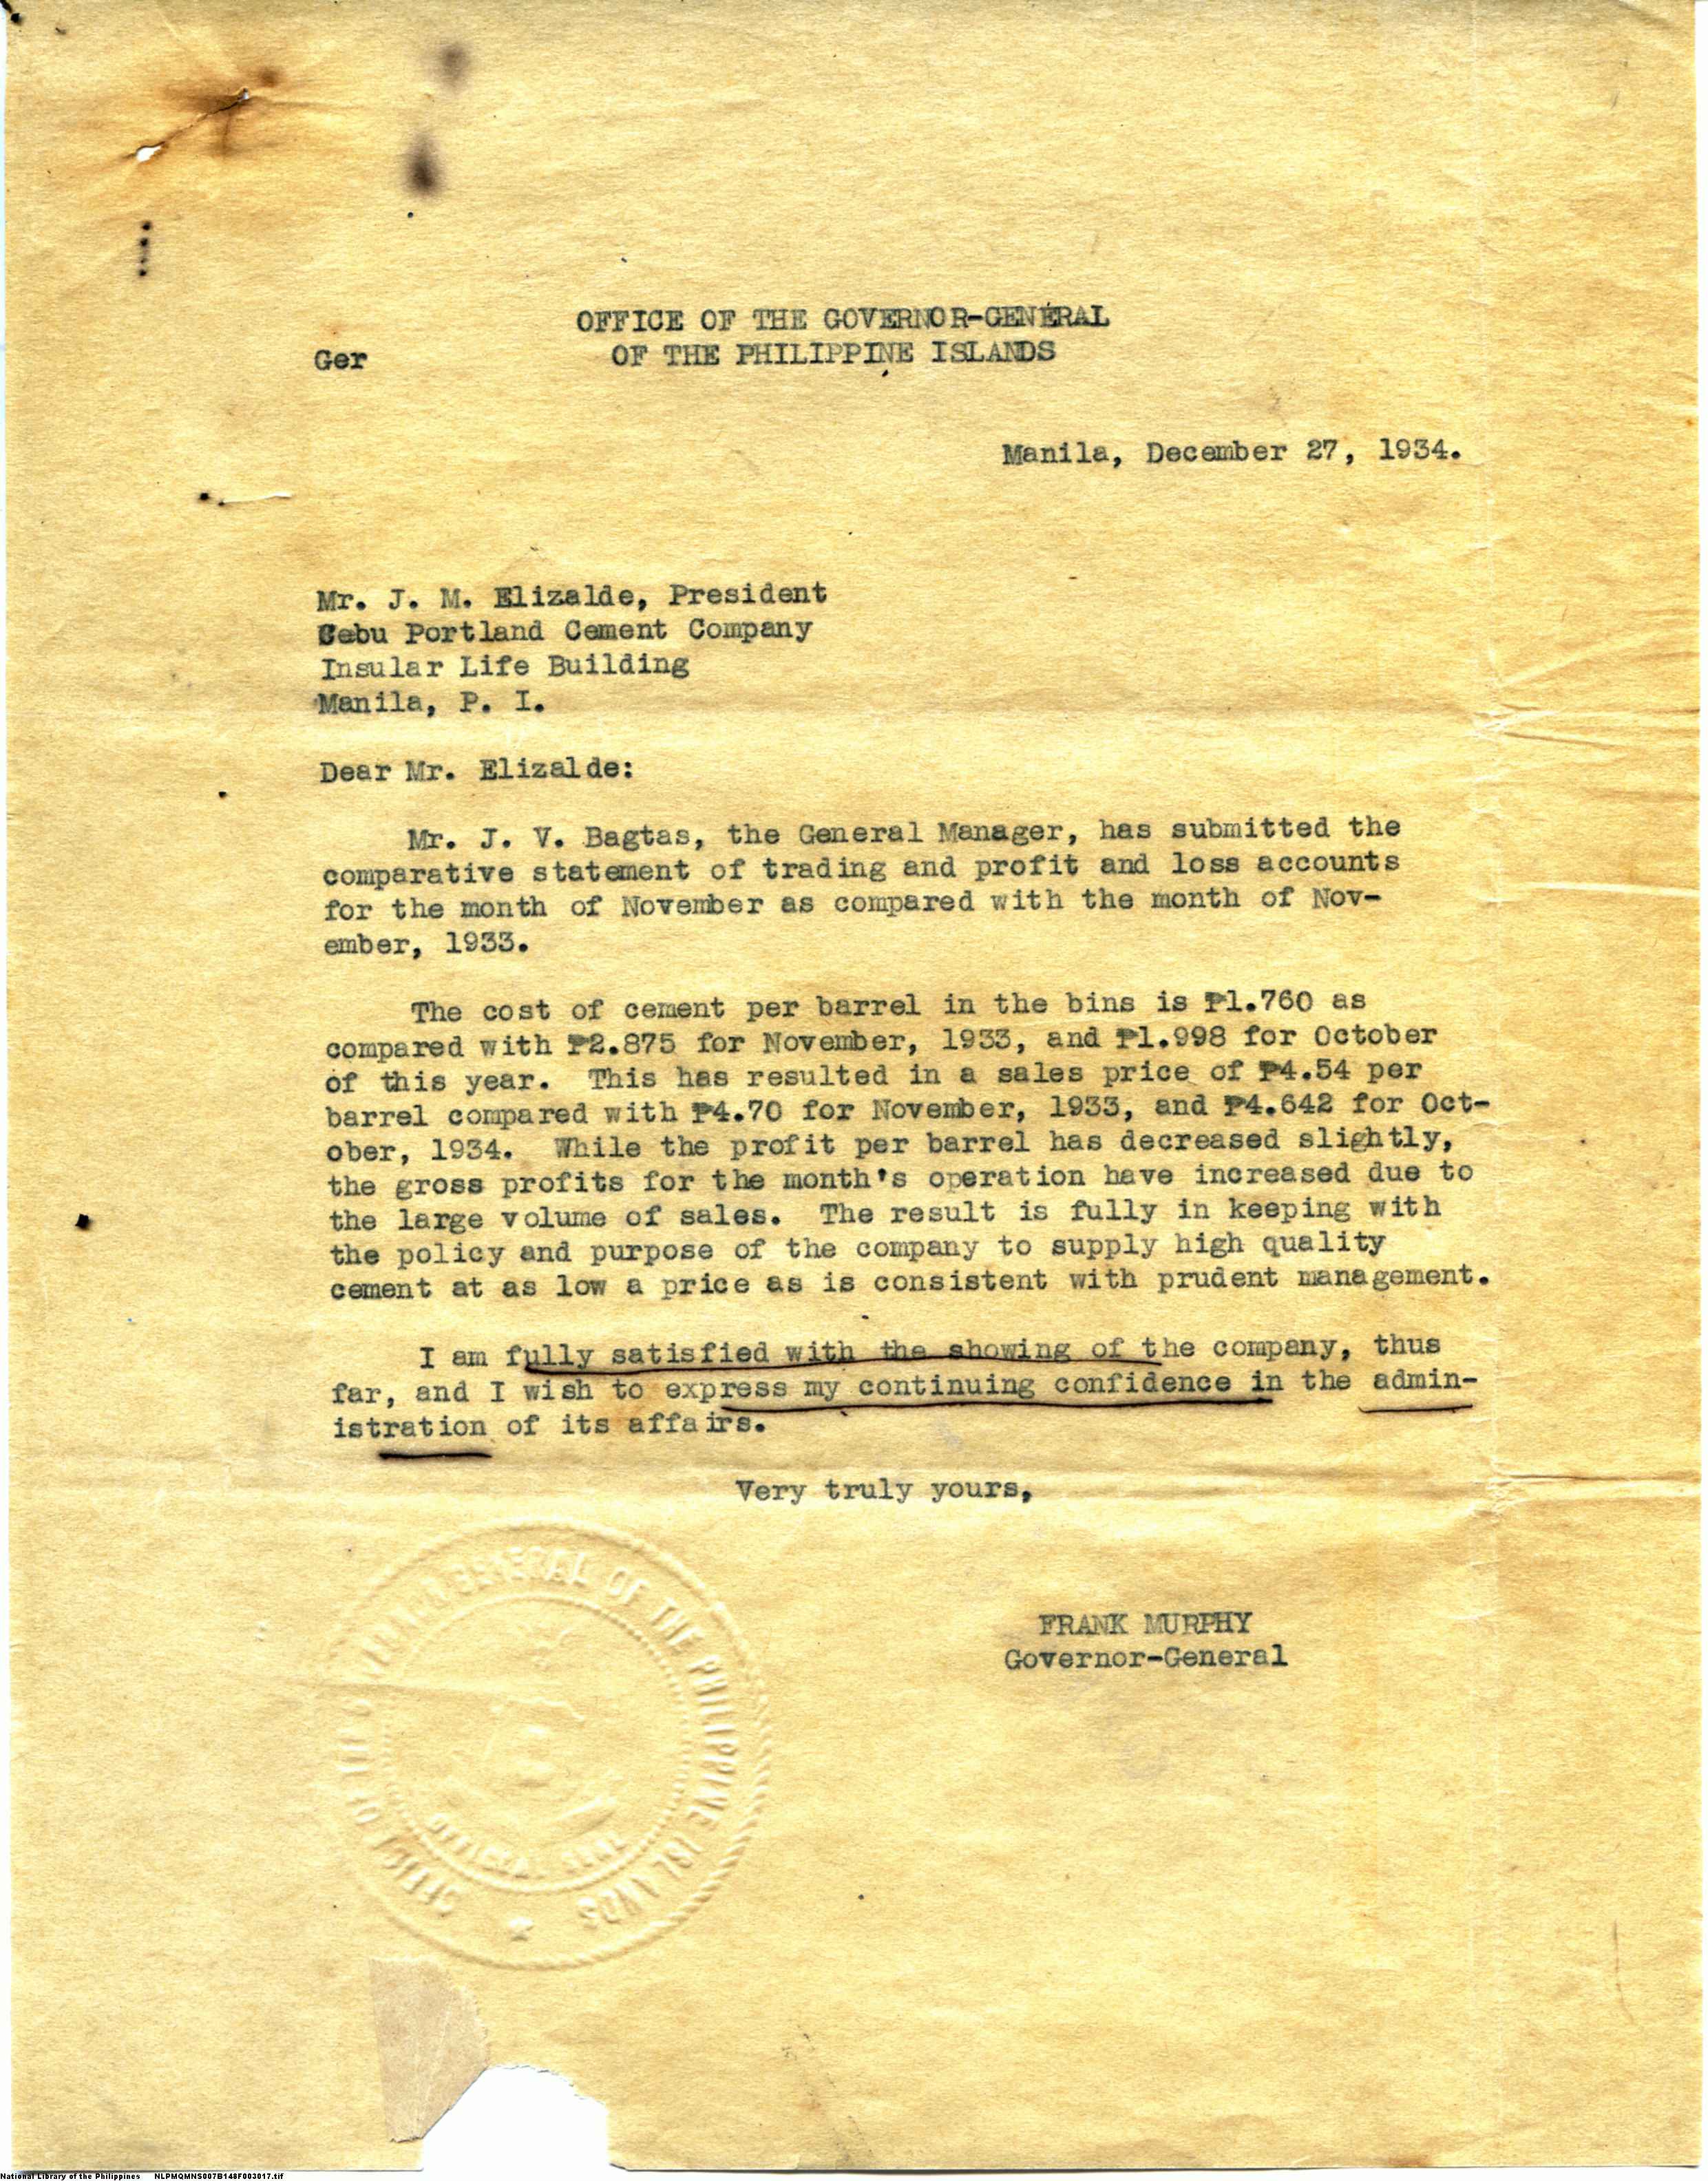 OFFICE OF THE GOVERNOR-GENERAL
Ger OF THE PHILIPPINE ISLANDS
Manila, December 27, 1934.
Mr. J. M. Elizalde, President
Cebu Portland Cement Company
Insular Life Building
Manila, P. I.
Dear Mr. Elizalde:
Mr. J. V. Bagtas, the General Manager, has submitted the
comparative statement of trading and profit and loss accounts
for the month of November as compared with the month of Nov-
ember, 1933.
The cost of cement per barrel in the bins is ₱1.760 as
compared with ₱2.875 for November, 1933, and ₱1.998 for October
of this year. This has resulted in a sales price of ₱4.54 per
barrel compared with ₱4.70 for November, 1933, and ₱4.642 for Oct-
ober, 1934. While the profit per barrel has decreased slightly,
the gross profits for the month's operation have increased due to
the large volume of sales. The result is fully in keeping with
the policy and purpose of the company to supply high quality
cement at as low a price as is consistent with prudent management.
I am fully satisfied with the showing of the company, thus
far, and I wish to express my continuing confidence in the admin-
istration of its affairs.
Very truly yours,
FRANK MURPHY
Governor-General
GENERAL OF THE PHILIPPINE ISLANDS
OFFICIAL SEAL
National Library of the Philippines NLPMQMNS007B148F003017.tif